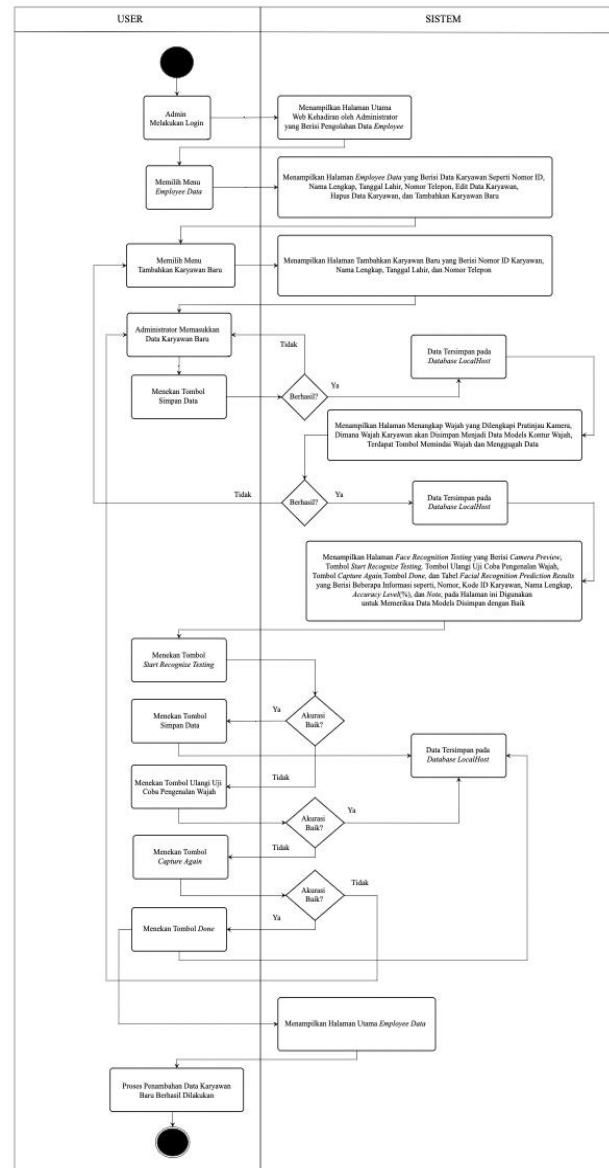 USER
SISTEM
Admin
Melakukan Login
Menampilkan Halaman Utama
Web Kehadiran oleh Administrator
yang Berisi Pengolahan Data Employee
Memilih Menu
Employee Data
Menampilkan Halaman Employee Data yang Berisi Data Karyawan Seperti Nomor ID,
Nama Lengkap, Tanggal Lahir, Nomor Telepon, Edit Data Karyawan,
Hapus Data Karyawan, dan Tambahkan Karyawan Baru
Memilih Menu
Tambahkan Karyawan Baru
Menampilkan Halaman Tambahkan Karyawan Baru yang Berisi Nomor ID Karyawan,
Nama Lengkap, Tanggal Lahir, dan Nomor Telepon
Administrator Memasukkan
Data Karyawan Baru
Tidak
Data Tersimpan pada
Database LocalHost
Menekan Tombol
Simpan Data
Berhasil?
Ya
Menampilkan Halaman Menangkap Wajah yang Dilengkapi Pratinjau Kamera,
Dimana Wajah Karyawan akan Disimpan Menjadi Data Models Kontur Wajah,
Terdapat Tombol Memindai Wajah dan Menggugah Data
Tidak
Berhasil?
Ya
Data Tersimpan pada
Database LocalHost
Menampilkan Halaman Face Recognition Testing yang Berisi Camera Preview,
Tombol Start Recognize Testing, Tombol Ulangi Uji Coba Pengenalan Wajah,
Tombol Capture Again,Tombol Done, dan Tabel Facial Recognition Prediction Results
yang Berisi Beberapa Informasi seperti, Nomor, Kode ID Karyawan, Nama Lengkap,
Accuracy Level(%), dan Note, pada Halaman ini Digunakan
untuk Memeriksa Data Models Disimpan dengan Baik
Menekan Tombol
Start Recognize Testing
Ya
Akurasi
Baik?
Menekan Tombol
Simpan Data
Data Tersimpan pada
Database LocalHost
Tidak
Menekan Tombol Ulangi Uji
Coba Pengenalan Wajah
Akurasi
Baik?
Ya
Tidak
Menekan Tombol
Capture Again
Akurasi
Baik?
Tidak
Ya
Menekan Tombol Done
Menampilkan Halaman Utama Employee Data
Proses Penambahan Data Karyawan
Baru Berhasil Dilakukan